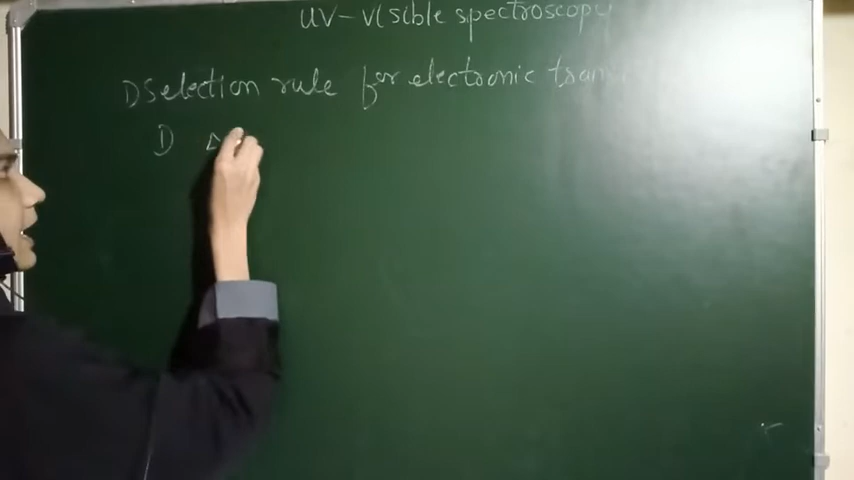 UV-Visible spectroscopy
1) Selection rule for electronic tran
1) Δ